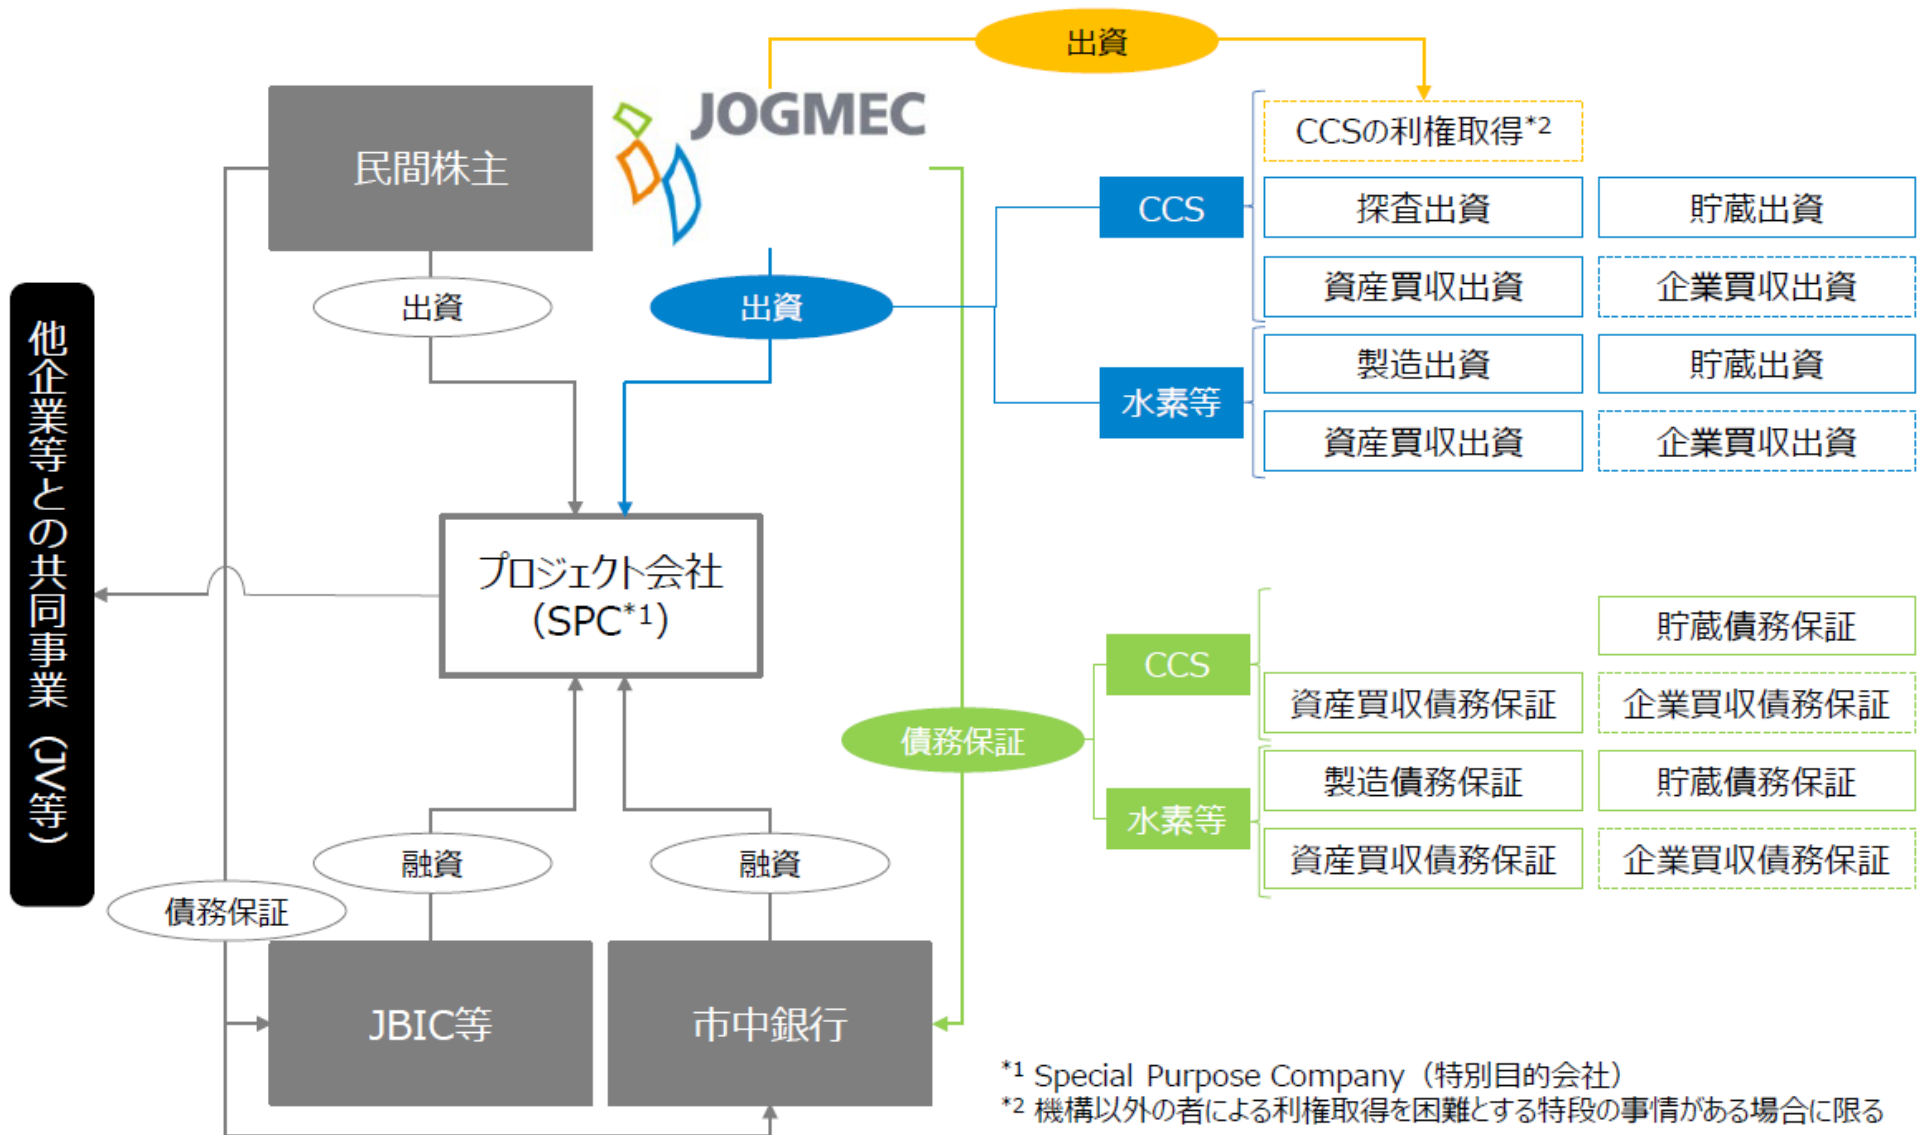 出資
JOGMEC
民間株主
CCSの利権取得*2
CCS
探査出資
貯蔵出資
資産買収出資
企業買収出資
出資
出資
水素等
製造出資
貯蔵出資
資産買収出資
企業買収出資
他企業等との共同事業（JV等）
プロジェクト会社
（SPC*1）
貯蔵債務保証
CCS
資産買収債務保証
企業買収債務保証
債務保証
水素等
製造債務保証
貯蔵債務保証
資産買収債務保証
企業買収債務保証
融資
融資
債務保証
JBIC等
市中銀行
*1 Special Purpose Company（特別目的会社）
*2 機構以外の者による利権取得を困難とする特段の事情がある場合に限る